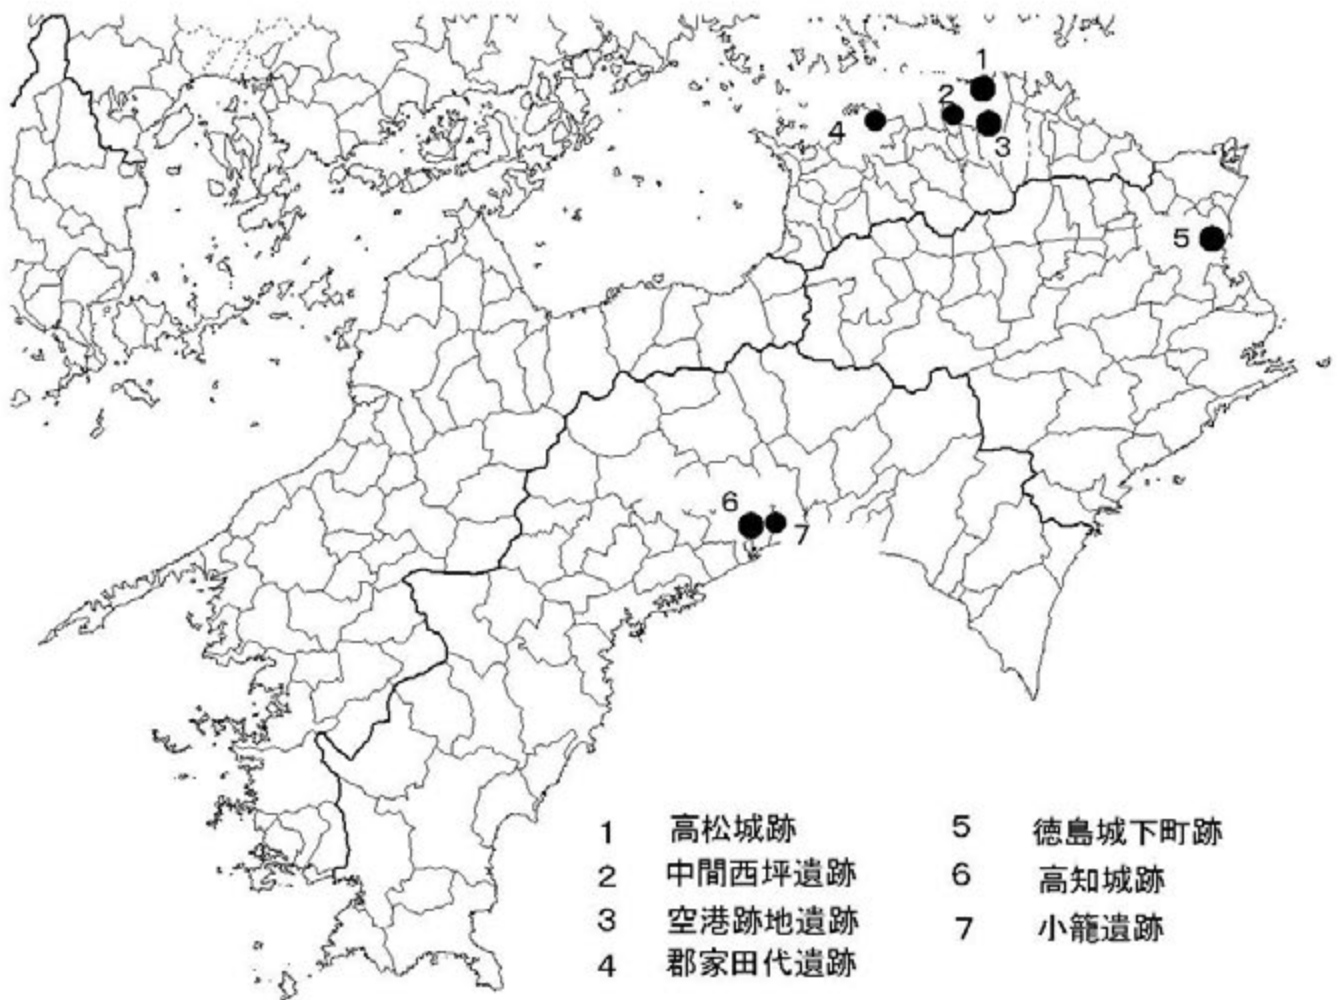 1
2
3
4
5
6
7
1 高松城跡
2 中間西坪遺跡
3 空港跡地遺跡
4 郡家田代遺跡
5 徳島城下町跡
6 高知城跡
7 小籠遺跡